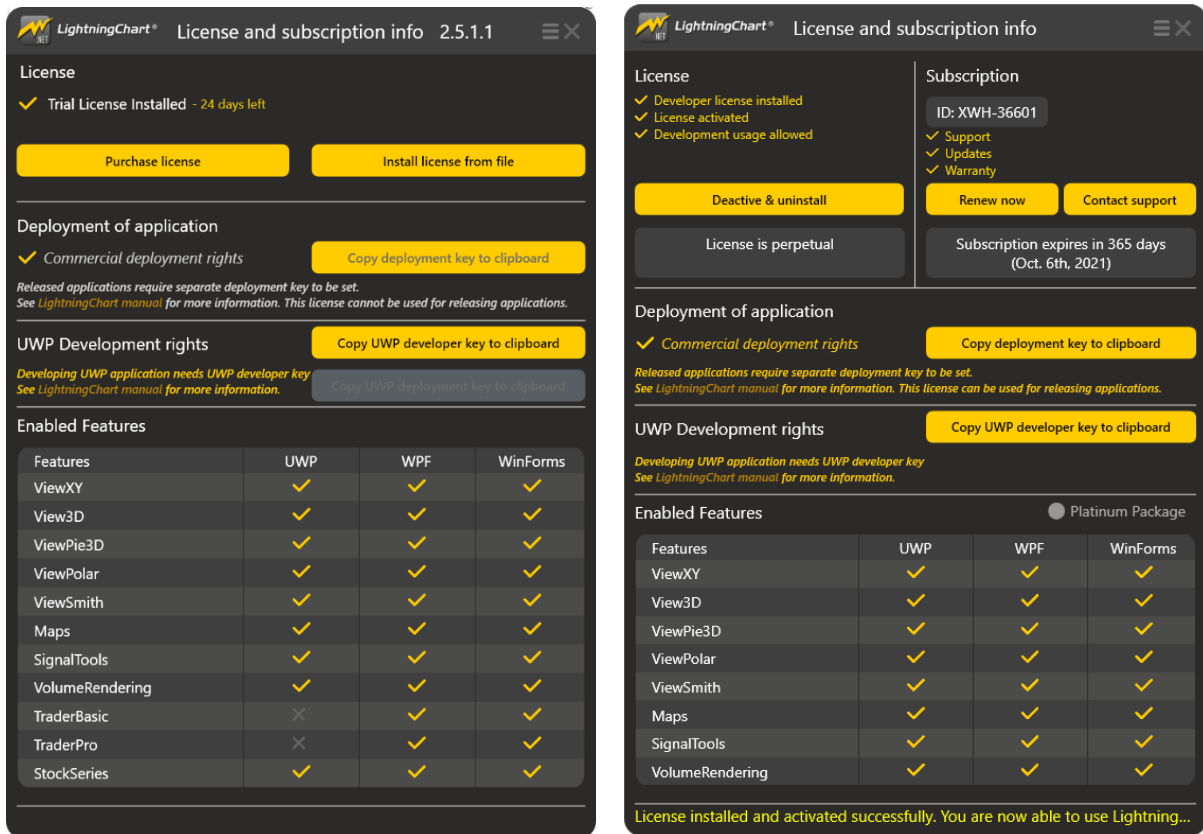 LightningChart® License and subscription info 2.5.1.1
.NET
License
Trial License Installed - 24 days left
Purchase license Install license from file
Deployment of application
Commercial deployment rights Copy deployment key to clipboard
Released applications require separate deployment key to be set.
See LightningChart manual for more information. This license cannot be used for releasing applications.
UWP Development rights Copy UWP developer key to clipboard
Developing UWP application needs UWP developer key
See LightningChart manual for more information. Copy UWP deployment key to clipboard
Enabled Features
Features UWP WPF WinForms
ViewXY
View3D
ViewPie3D
ViewPolar
ViewSmith
Maps
SignalTools
VolumeRendering
TraderBasic
TraderPro
StockSeries
LightningChart® License and subscription info
.NET
License
Developer license installed
License activated
Development usage allowed
Deactive & uninstall
License is perpetual
Subscription
ID: XWH-36601
Support
Updates
Warranty
Renew now Contact support
Subscription expires in 365 days
(Oct. 6th, 2021)
Deployment of application
Commercial deployment rights Copy deployment key to clipboard
Released applications require separate deployment key to be set.
See LightningChart manual for more information. This license can be used for releasing applications.
UWP Development rights Copy UWP developer key to clipboard
Developing UWP application needs UWP developer key
See LightningChart manual for more information.
Enabled Features Platinum Package
Features UWP WPF WinForms
ViewXY
View3D
ViewPie3D
ViewPolar
ViewSmith
Maps
SignalTools
VolumeRendering
License installed and activated successfully. You are now able to use Lightning...